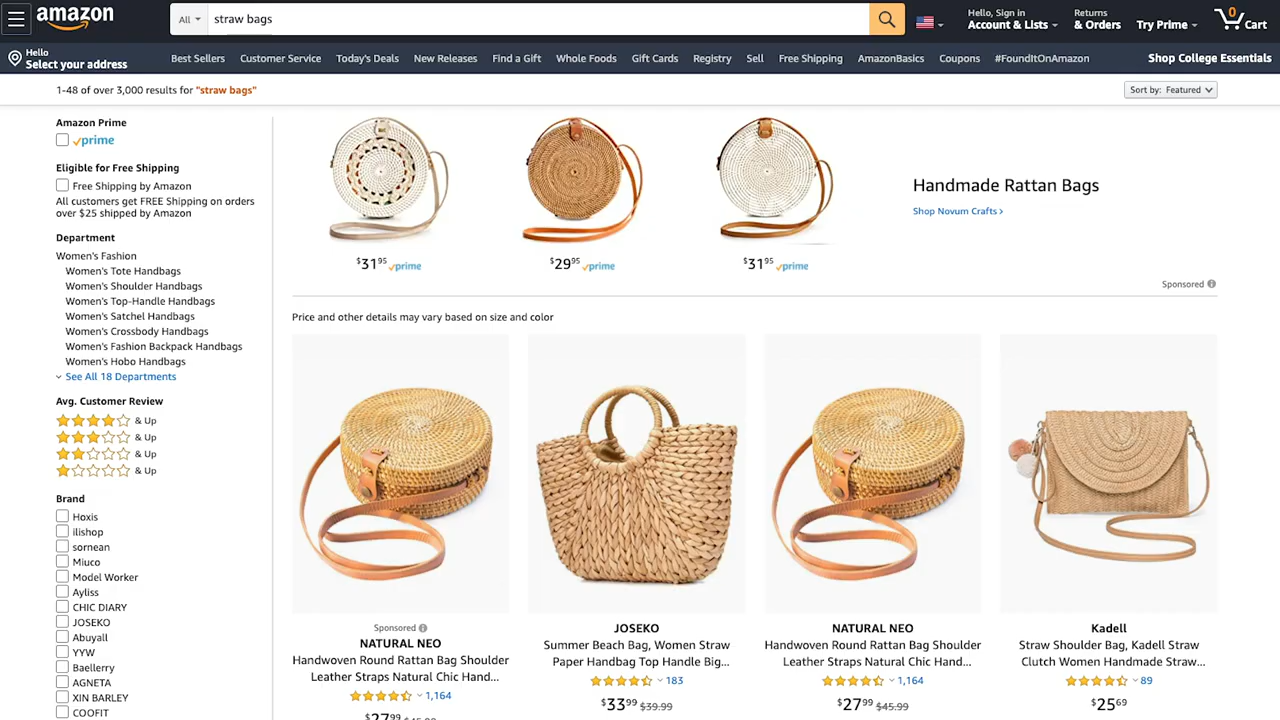 amazon
All
straw bags
Hello, Sign in
Account & Lists
Returns
& Orders
Try Prime
0
Cart
Hello
Select your address
Best Sellers
Customer Service
Today's Deals
New Releases
Find a Gift
Whole Foods
Gift Cards
Registry
Sell
Free Shipping
AmazonBasics
Coupons
#FoundItOnAmazon
Shop College Essentials
1-48 of over 3,000 results for "straw bags"
Sort by: Featured
Amazon Prime
prime
Eligible for Free Shipping
Free Shipping by Amazon
All customers get FREE Shipping on orders
over $25 shipped by Amazon
Department
Women's Fashion
Women's Tote Handbags
Women's Shoulder Handbags
Women's Top-Handle Handbags
Women's Satchel Handbags
Women's Crossbody Handbags
Women's Fashion Backpack Handbags
Women's Hobo Handbags
See All 18 Departments
Avg. Customer Review
& Up
& Up
& Up
& Up
Brand
Hoxis
ilishop
sornean
Miuco
Model Worker
Ayliss
CHIC DIARY
JOSEKO
Abuyall
YYW
Baellerry
AGNETA
XIN BARLEY
COOFIT
$31.95 prime
$29.95 prime
$31.95 prime
Handmade Rattan Bags
Shop Novum Crafts ›
Sponsored
Price and other details may vary based on size and color
Sponsored
NATURAL NEO
Handwoven Round Rattan Bag Shoulder
Leather Straps Natural Chic Hand...
1,164
$27.99 $45.99
JOSEKO
Summer Beach Bag, Women Straw
Paper Handbag Top Handle Big...
183
$33.99 $39.99
NATURAL NEO
Handwoven Round Rattan Bag Shoulder
Leather Straps Natural Chic Hand...
1,164
$27.99 $45.99
Kadell
Straw Shoulder Bag, Kadell Straw
Clutch Women Handmade Straw...
89
$25.69